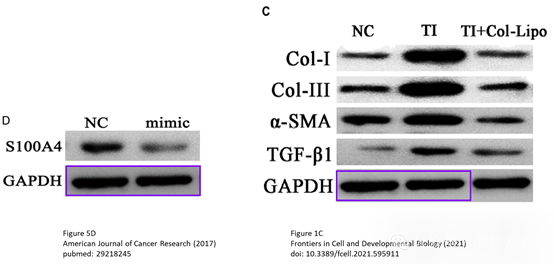 C
NC TI TI+Col-Lipo
Col-I
Col-III
α-SMA
TGF-β1
GAPDH
D
NC mimic
S100A4
GAPDH
Figure 5D
American Journal of Cancer Research (2017)
pubmed: 29218245
Figure 1C
Frontiers in Cell and Developmental Biology (2021)
doi: 10.3389/fcell.2021.595911